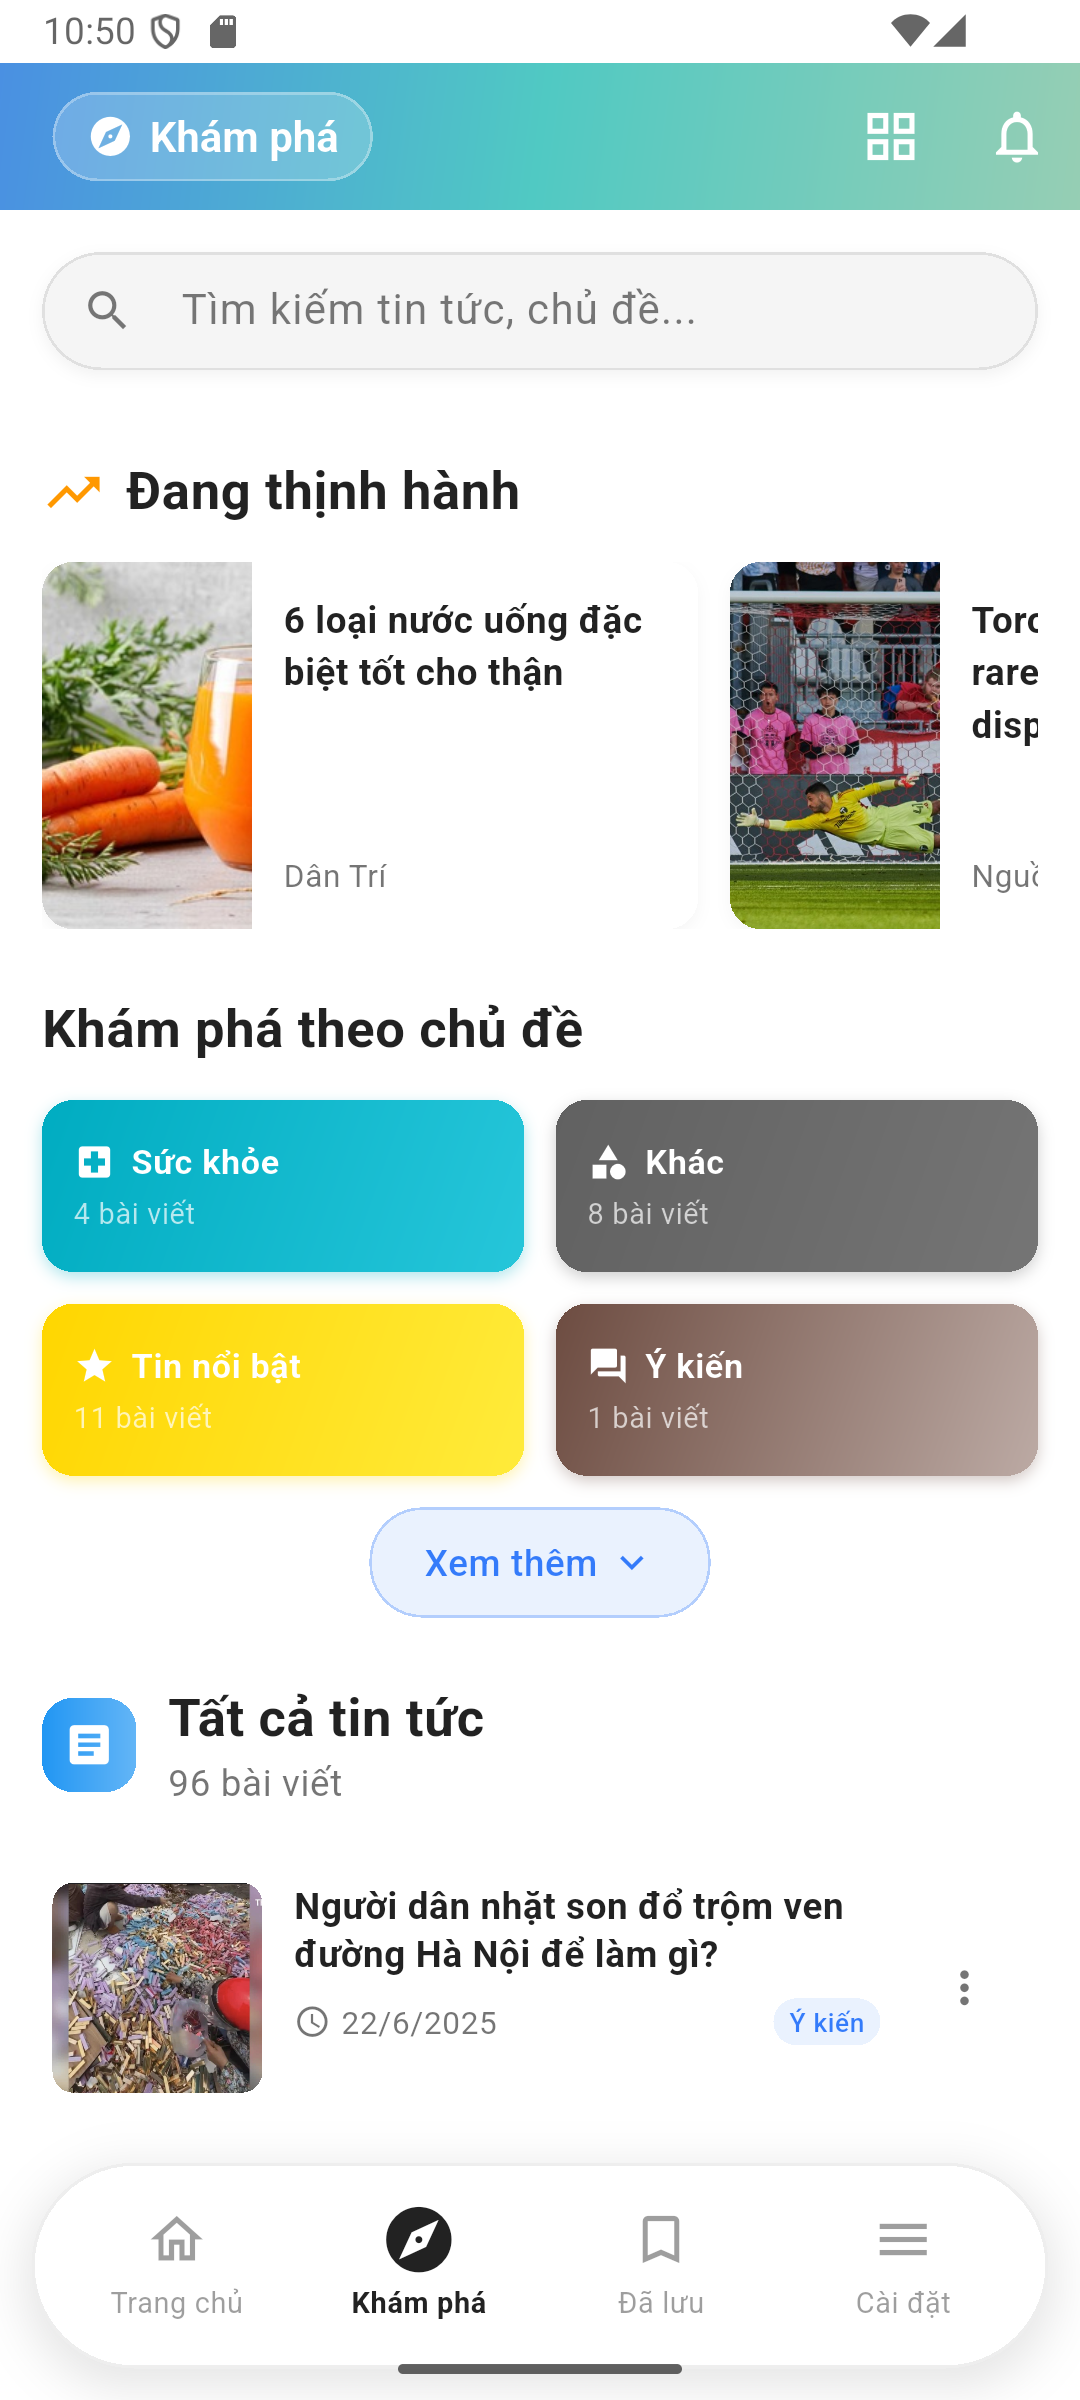 10:50
Khám phá
Tìm kiếm tin tức, chủ đề...
Đang thịnh hành
6 loại nước uống đặc
biệt tốt cho thận
Dân Trí
Toro
rare
disp
Nguồ
Khám phá theo chủ đề
Sức khỏe
4 bài viết
Khác
8 bài viết
Tin nổi bật
11 bài viết
Ý kiến
1 bài viết
Xem thêm
Tất cả tin tức
96 bài viết
Người dân nhặt son đổ trộm ven
đường Hà Nội để làm gì?
22/6/2025
Ý kiến
Trang chủ
Khám phá
Đã lưu
Cài đặt